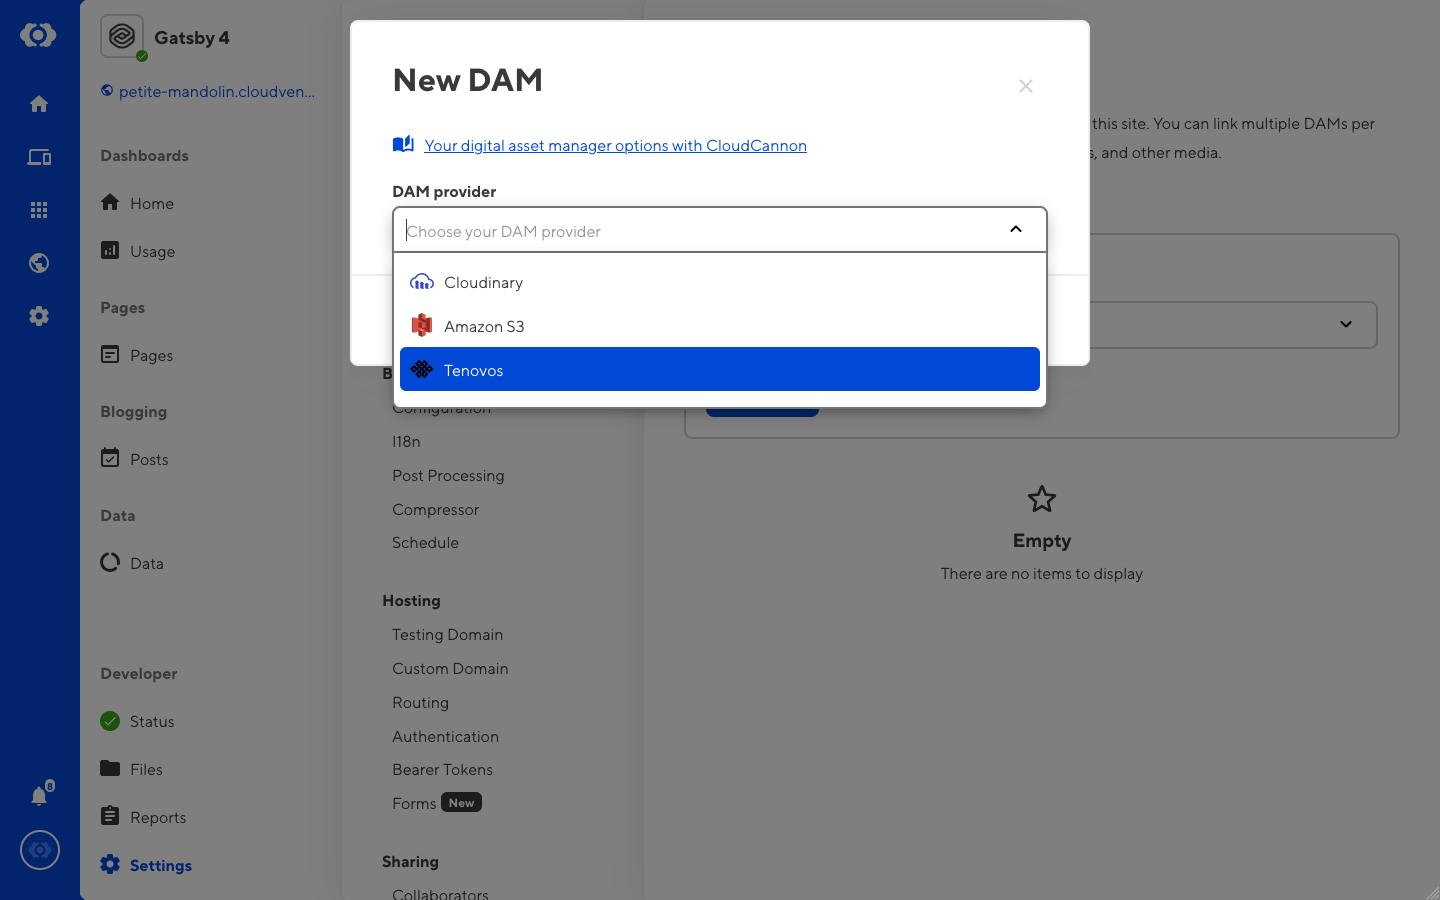 Gatsby 4
petite-mandolin.cloudven...
Dashboards
Home
Usage
Pages
Pages
Blogging
Posts
Data
Data
Developer
Status
Files
Reports
Settings
8
New DAM
Your digital asset manager options with CloudCannon
DAM provider
Choose your DAM provider
Cloudinary
Amazon S3
Tenovos
Configuration
I18n
Post Processing
Compressor
Schedule
Hosting
Testing Domain
Custom Domain
Routing
Authentication
Bearer Tokens
Forms New
Sharing
Collaborators
this site. You can link multiple DAMs per
, and other media.
Empty
There are no items to display